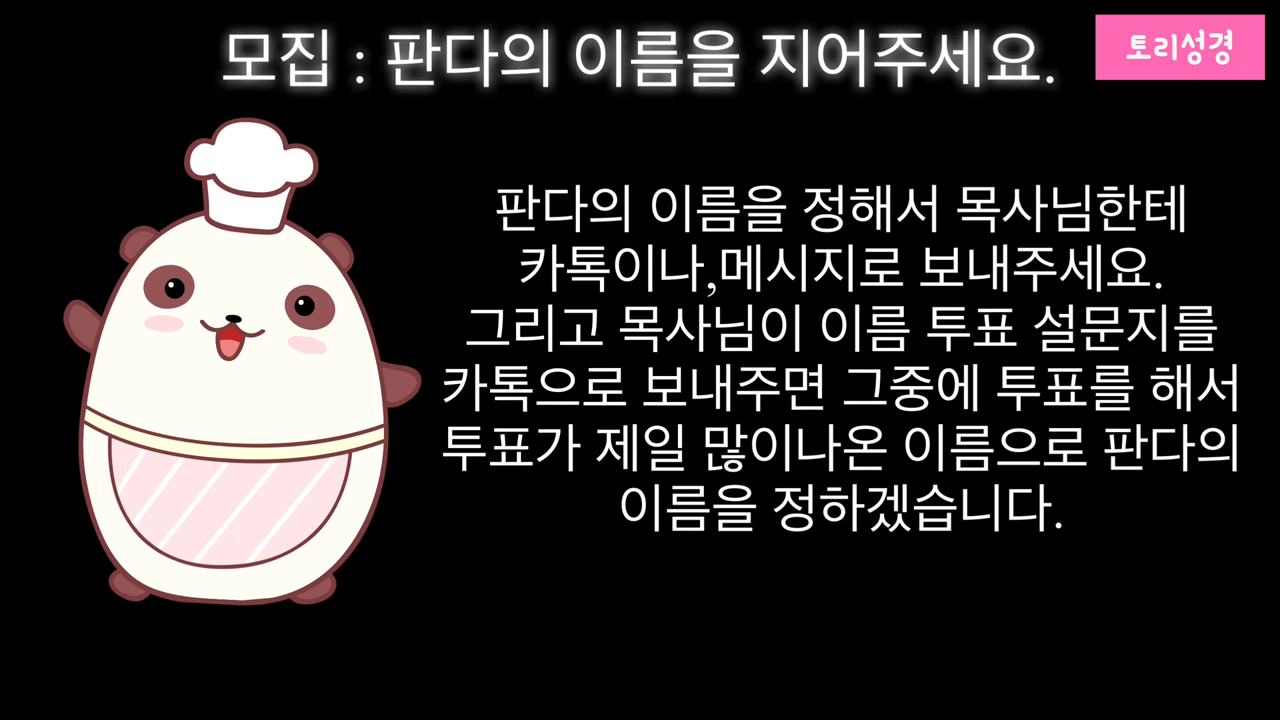 모집 : 판다의 이름을 지어주세요.
토리성경
판다의 이름을 정해서 목사님한테
카톡이나,메시지로 보내주세요.
그리고 목사님이 이름 투표 설문지를
카톡으로 보내주면 그중에 투표를 해서
투표가 제일 많이나온 이름으로 판다의
이름을 정하겠습니다.